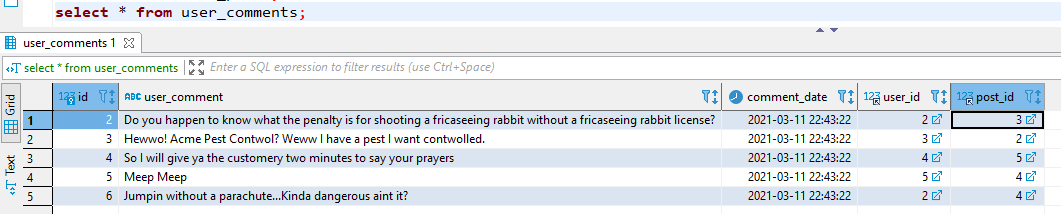 select * from user_comments;
user_comments 1
select * from user_comments Enter a SQL expression to filter results (use Ctrl+Space)
Grid
Text
123 id ABC user_comment comment_date 123 user_id 123 post_id
1 2 Do you happen to know what the penalty is for shooting a fricaseeing rabbit without a fricaseeing rabbit license? 2021-03-11 22:43:22 2 3
2 3 Hewwo! Acme Pest Contwol? Weww I have a pest I want contwolled. 2021-03-11 22:43:22 3 2
3 4 So I will give ya the customery two minutes to say your prayers 2021-03-11 22:43:22 4 5
4 5 Meep Meep 2021-03-11 22:43:22 5 4
5 6 Jumpin without a parachute...Kinda dangerous aint it? 2021-03-11 22:43:22 2 4